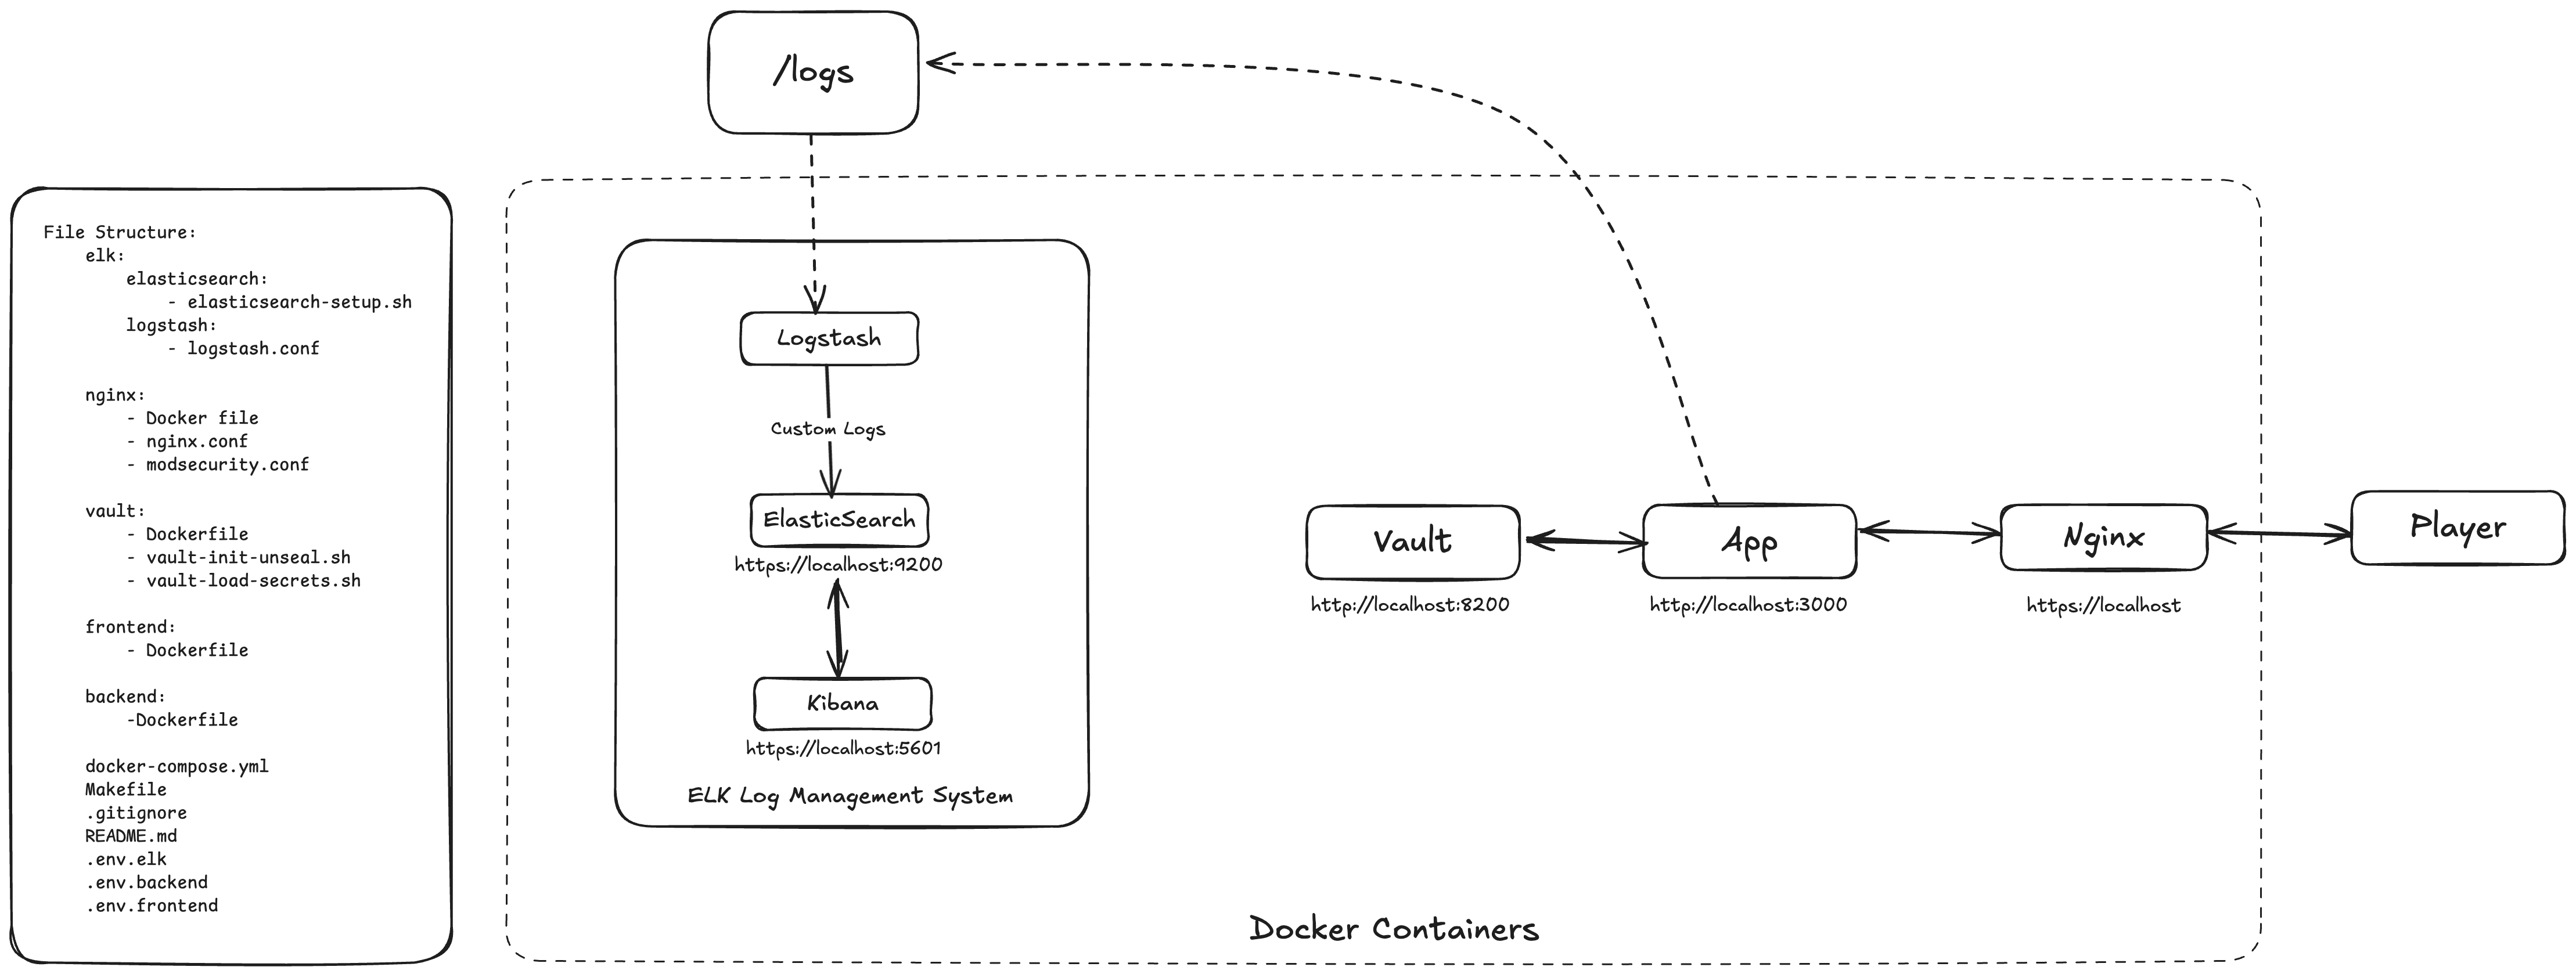 /logs
File Structure:
elk:
elasticsearch:
- elasticsearch-setup.sh
logstash:
- logstash.conf
nginx:
- Docker file
- nginx.conf
- modsecurity.conf
vault:
- Dockerfile
- vault-init-unseal.sh
- vault-load-secrets.sh
frontend:
- Dockerfile
backend:
-Dockerfile
docker-compose.yml
Makefile
.gitignore
README.md
.env.elk
.env.backend
.env.frontend
Logstash
Custom Logs
ElasticSearch
https://localhost:9200
Kibana
https://localhost:5601
ELK Log Management System
Vault
http://localhost:8200
App
http://localhost:3000
Nginx
https://localhost
Player
Docker Containers